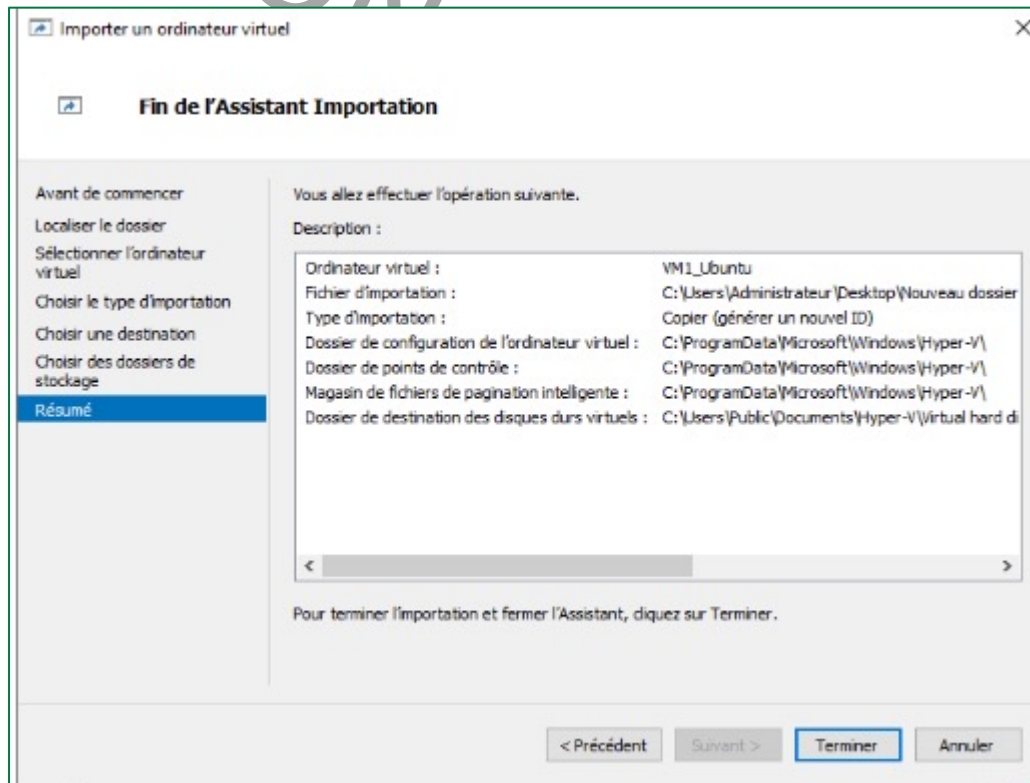 Importer un ordinateur virtuel
Fin de l'Assistant Importation
Avant de commencer
Localiser le dossier
Sélectionner l'ordinateur
virtuel
Choisir le type d'importation
Choisir une destination
Choisir des dossiers de
stockage
Résumé
Vous allez effectuer l'opération suivante.
Description :
Ordinateur virtuel : VM1_Ubuntu
Fichier d'importation : C:\Users\Administrateur\Desktop\Nouveau dossier
Type d'importation : Copier (générer un nouvel ID)
Dossier de configuration de l'ordinateur virtuel : C:\ProgramData\Microsoft\Windows\Hyper-V\
Dossier de points de contrôle : C:\ProgramData\Microsoft\Windows\Hyper-V\
Magasin de fichiers de pagination intelligente : C:\ProgramData\Microsoft\Windows\Hyper-V\
Dossier de destination des disques durs virtuels : C:\Users\Public\Documents\Hyper-V\Virtual hard di
Pour terminer l'importation et fermer l'Assistant, cliquez sur Terminer.
< Précédent Suivant > Terminer Annuler